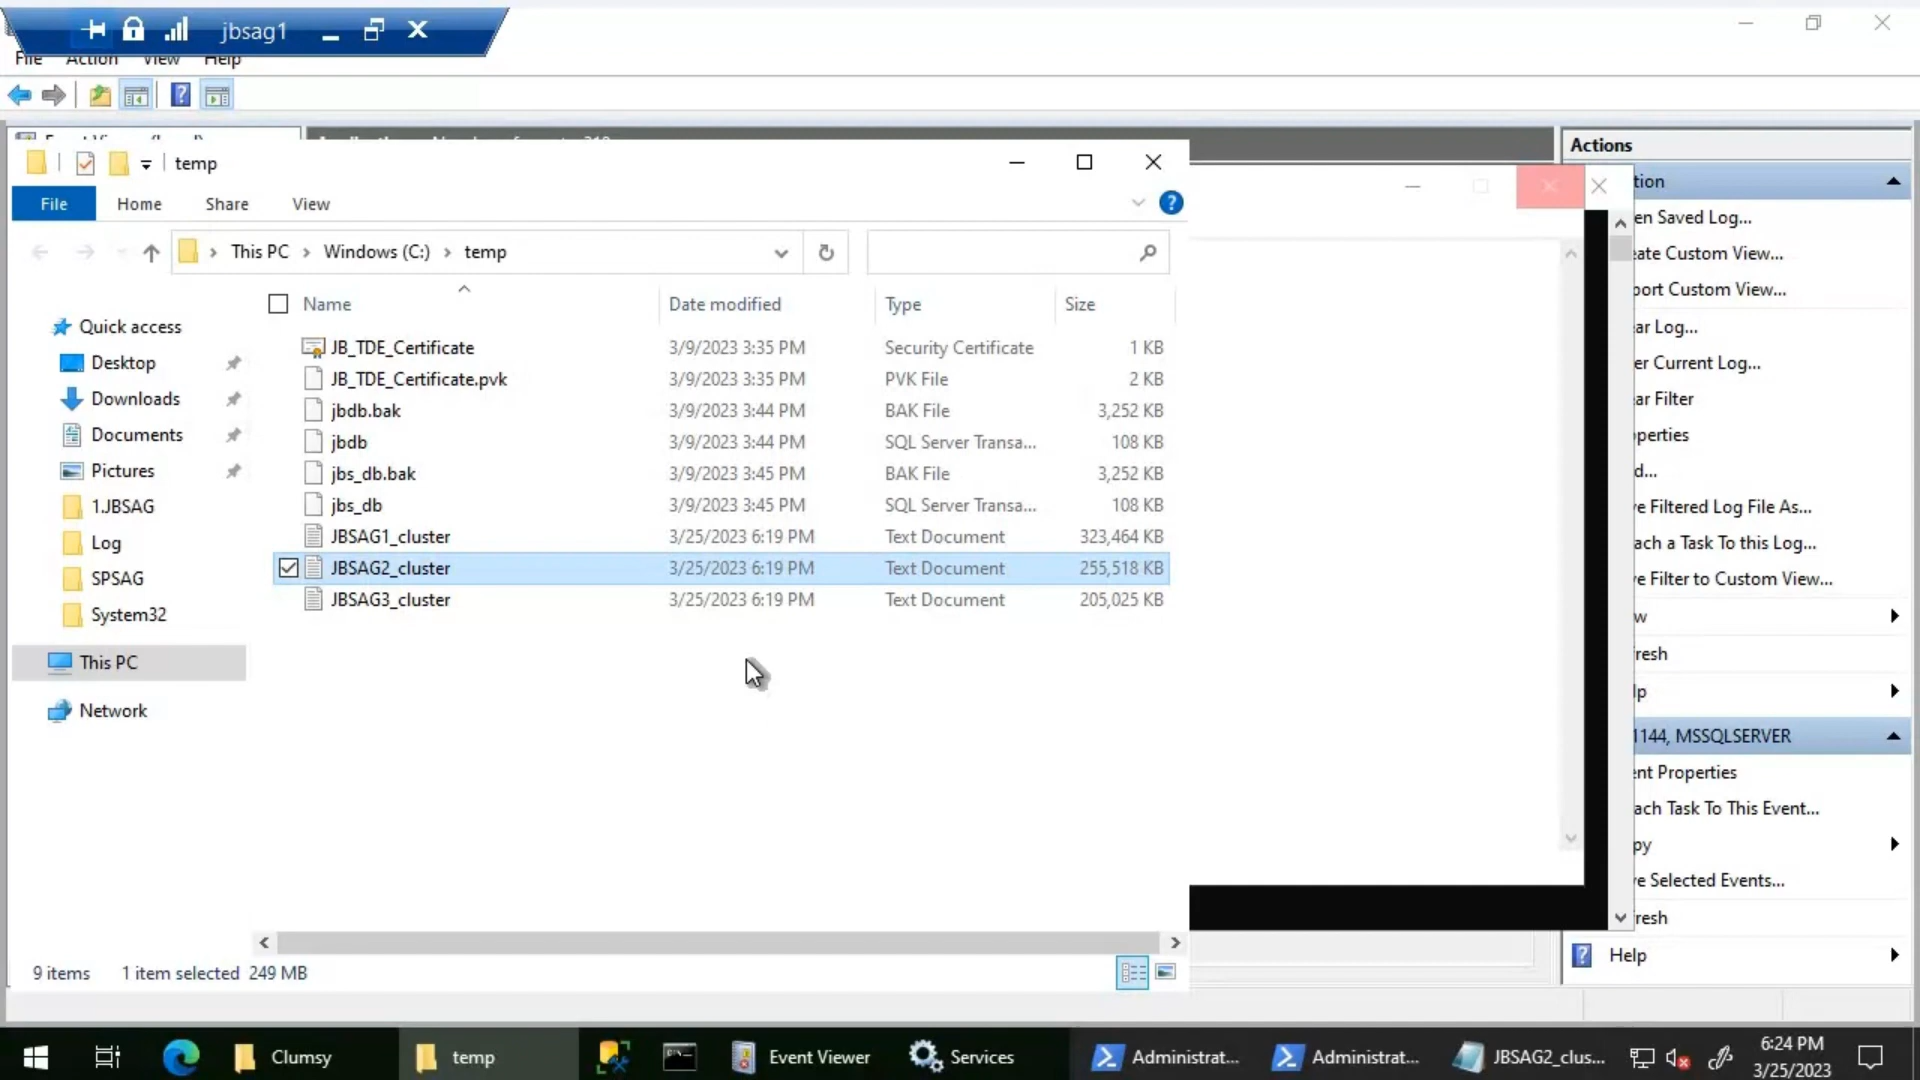 jbsag1
File Action View Help
temp
Actions
File Home Share View
tion
en Saved Log...
This PC Windows (C:) temp
eate Custom View...
port Custom View...
Name Date modified Type Size
Quick access
ar Log...
JB_TDE_Certificate 3/9/2023 3:35 PM Security Certificate 1 KB
Desktop
er Current Log...
JB_TDE_Certificate.pvk 3/9/2023 3:35 PM PVK File 2 KB
Downloads
ar Filter
jbdb.bak 3/9/2023 3:44 PM BAK File 3,252 KB
Documents
perties
jbdb 3/9/2023 3:44 PM SQL Server Transa... 108 KB
Pictures
d...
jbs_db.bak 3/9/2023 3:45 PM BAK File 3,252 KB
1.JBSAG
ve Filtered Log File As...
jbs_db 3/9/2023 3:45 PM SQL Server Transa... 108 KB
Log
ach a Task To this Log...
JBSAG1_cluster 3/25/2023 6:19 PM Text Document 323,464 KB
SPSAG
ve Filter to Custom View...
JBSAG2_cluster 3/25/2023 6:19 PM Text Document 255,518 KB
System32
w
JBSAG3_cluster 3/25/2023 6:19 PM Text Document 205,025 KB
This PC
resh
lp
Network
1144, MSSQLSERVER
ent Properties
ach Task To This Event...
py
ve Selected Events...
resh
Help
9 items 1 item selected 249 MB
Clumsy temp Event Viewer Services Administrat... Administrat... JBSAG2_clus...
6:24 PM
3/25/2023